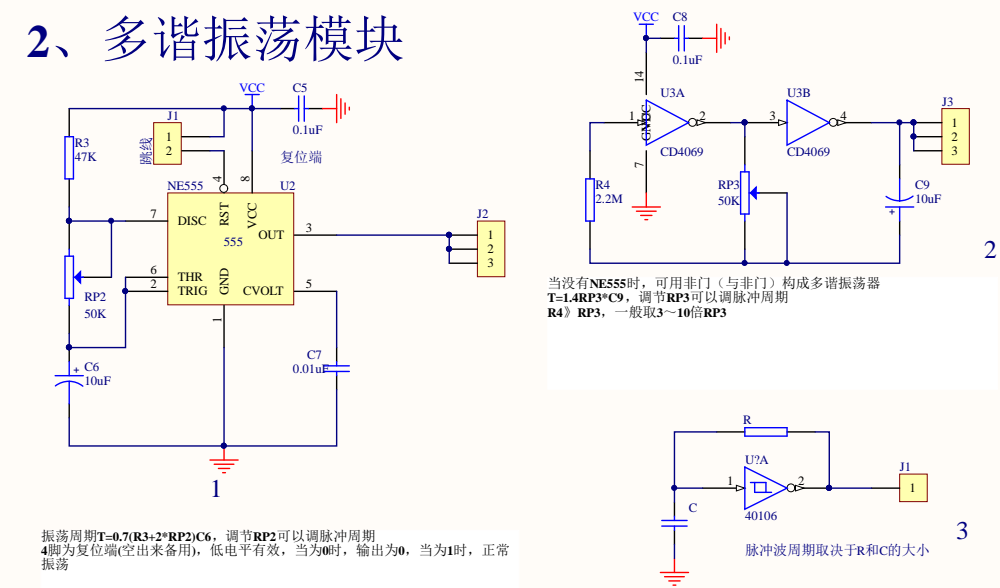 2、多谐振荡模块
VCC
C5
0.1uF
J1
1
2
跳线
R3
47K
复位端
NE555
U2
4
8
7
DISC
RST
VCC
555
OUT
3
6
THR
2
TRIG
GND
CVOLT
5
1
RP2
50K
C6
+
10uF
C7
0.01uF
J2
1
2
3
1
振荡周期T=0.7(R3+2*RP2)C6，调节RP2可以调脉冲周期
4脚为复位端(空出来备用)，低电平有效，当为0时，输出为0，当为1时，正常
振荡
VCC
C8
0.1uF
14
U3A
1
2
CD4069
7
U3B
3
4
CD4069
R4
2.2M
RP3
50K
C9
10uF
+
J3
1
2
3
2
当没有NE555时，可用非门（与非门）构成多谐振荡器
T=1.4RP3*C9，调节RP3可以调脉冲周期
R4》RP3，一般取3～10倍RP3
R
U?A
1
2
40106
C
J1
1
3
脉冲波周期取决于R和C的大小